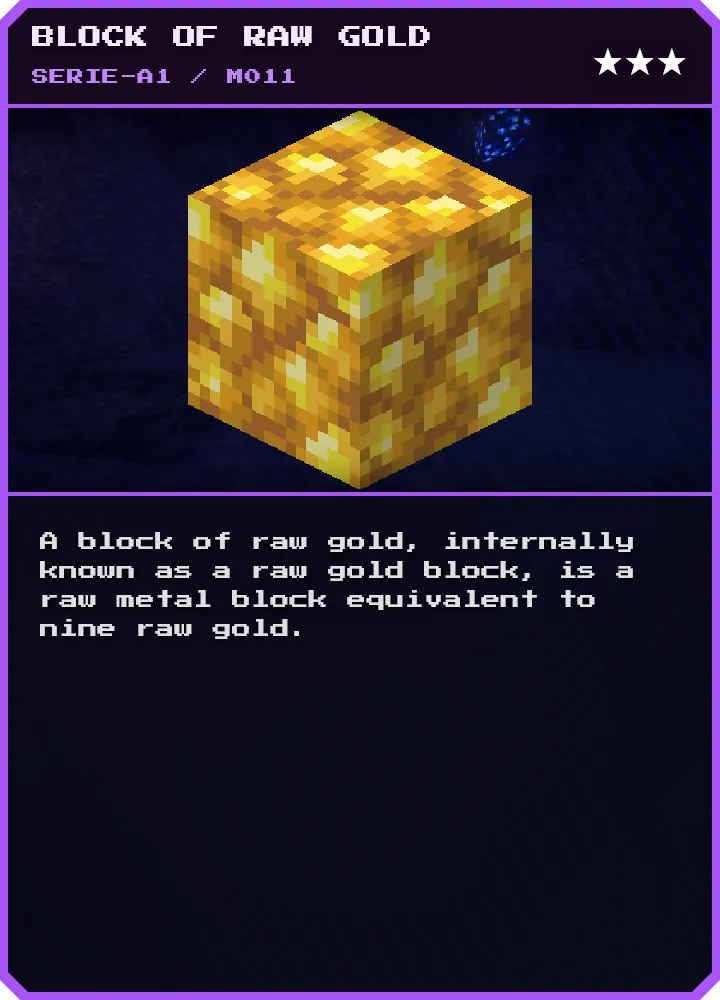 BLOCK OF RAW GOLD
SERIE-A1 / M011
★★★
A block of raw gold, internally
known as a raw gold block, is a
raw metal block equivalent to
nine raw gold.